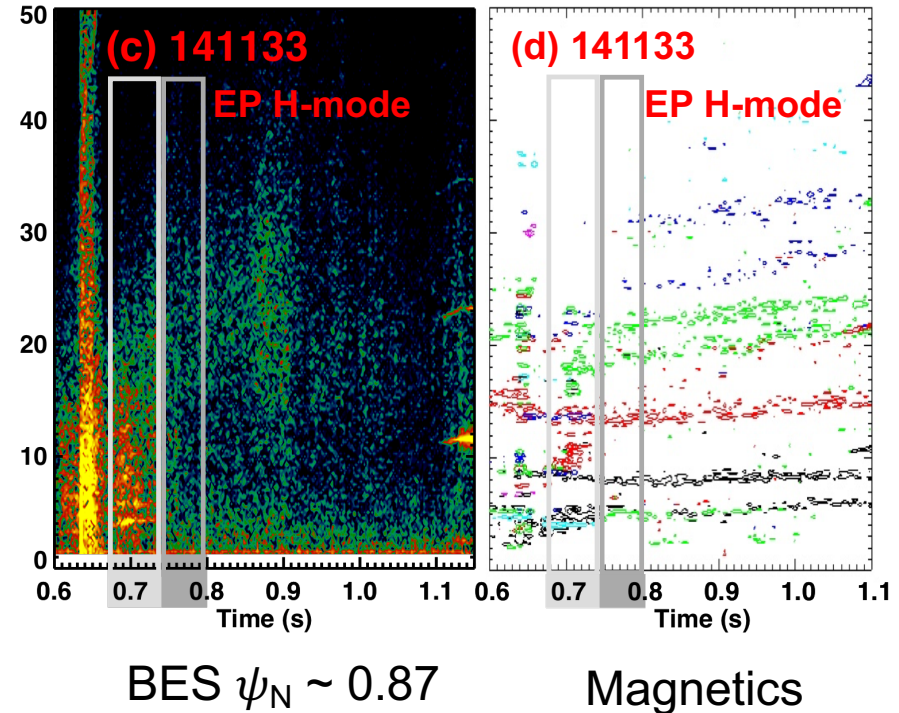 50
40
30
20
10
0
(c) 141133
EP H-mode
0.6 0.7 0.8 0.9 1.0 1.1
Time (s)
BES ψN ~ 0.87
(d) 141133
EP H-mode
0.6 0.7 0.8 0.9 1.0 1.1
Time (s)
Magnetics